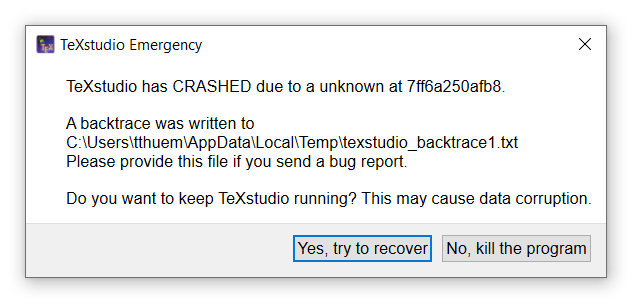 TeXstudio Emergency
TeXstudio has CRASHED due to a unknown at 7ff6a250afb8.
A backtrace was written to
C:\Users\tthuem\AppData\Local\Temp\texstudio_backtrace1.txt
Please provide this file if you send a bug report.
Do you want to keep TeXstudio running? This may cause data corruption.
Yes, try to recover
No, kill the program